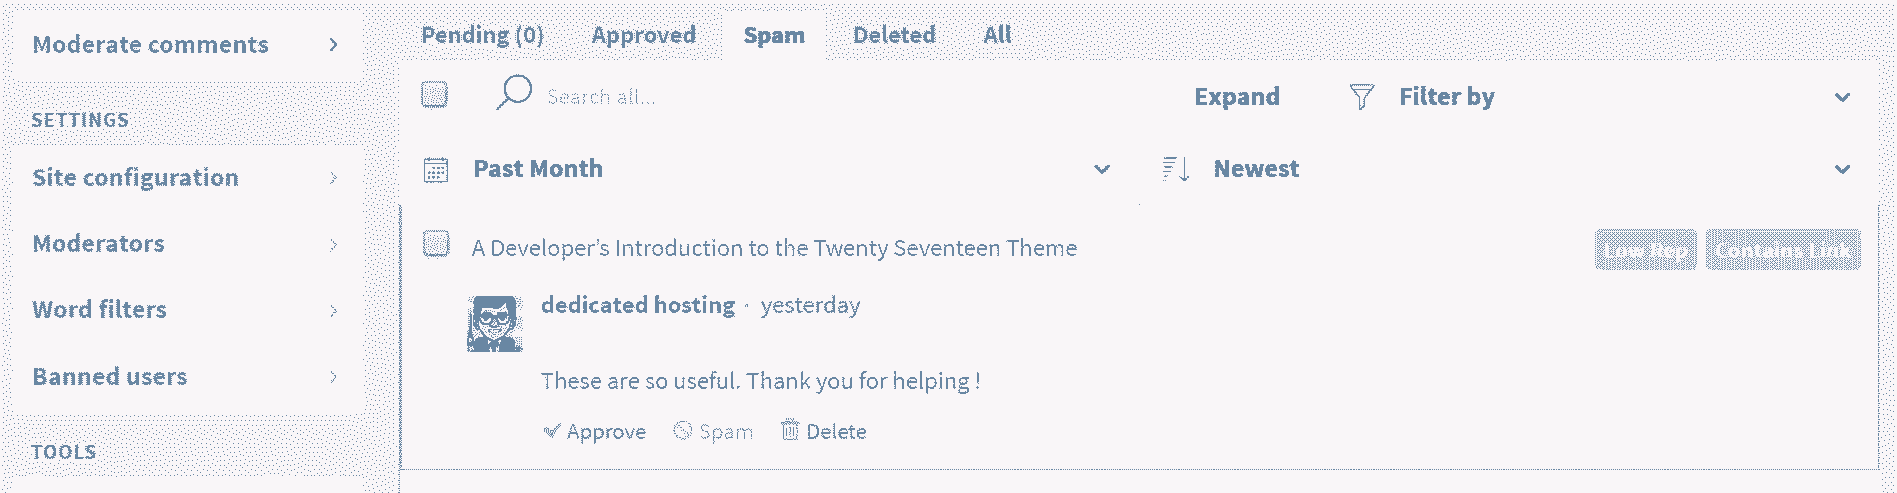 Moderate comments
SETTINGS
Site configuration
Moderators
Word filters
Banned users
TOOLS
Pending (0) Approved Spam Deleted All
Search all...
Expand
Filter by
Past Month
Newest
A Developer's Introduction to the Twenty Seventeen Theme
Low Rep
Contains Link
dedicated hosting · yesterday
These are so useful. Thank you for helping !
Approve Spam Delete